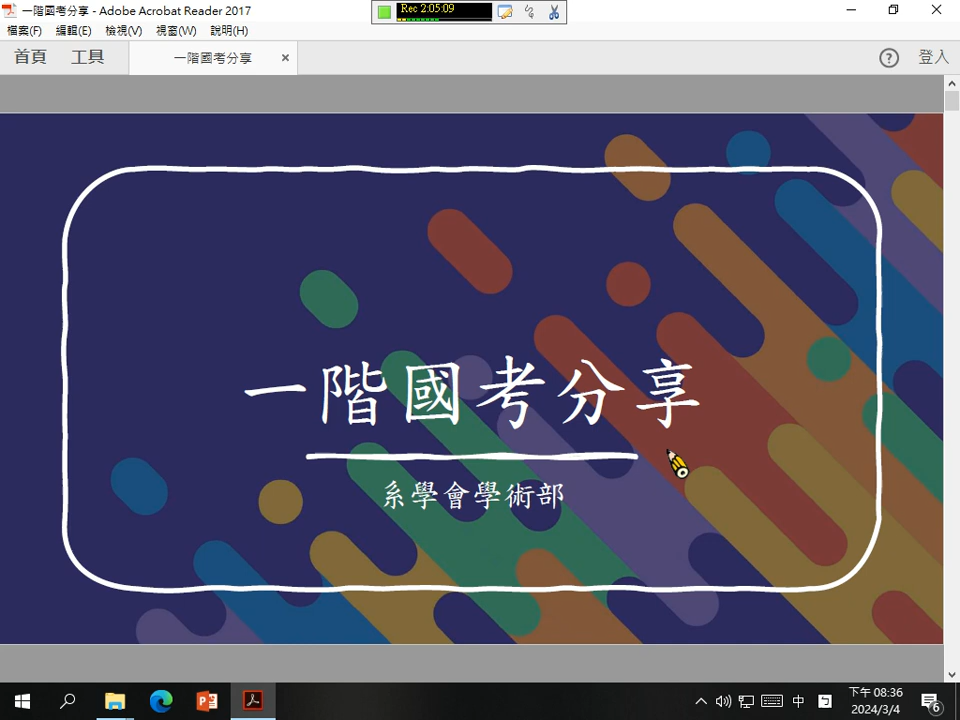 一階國考分享 - Adobe Acrobat Reader 2017
Rec 2:05:09
檔案(F) 編輯(E) 檢視(V) 視窗(W) 說明(H)
首頁 工具 一階國考分享 × ? 登入
一階國考分享
系學會學術部
中
下午 08:36
2024/3/4
6